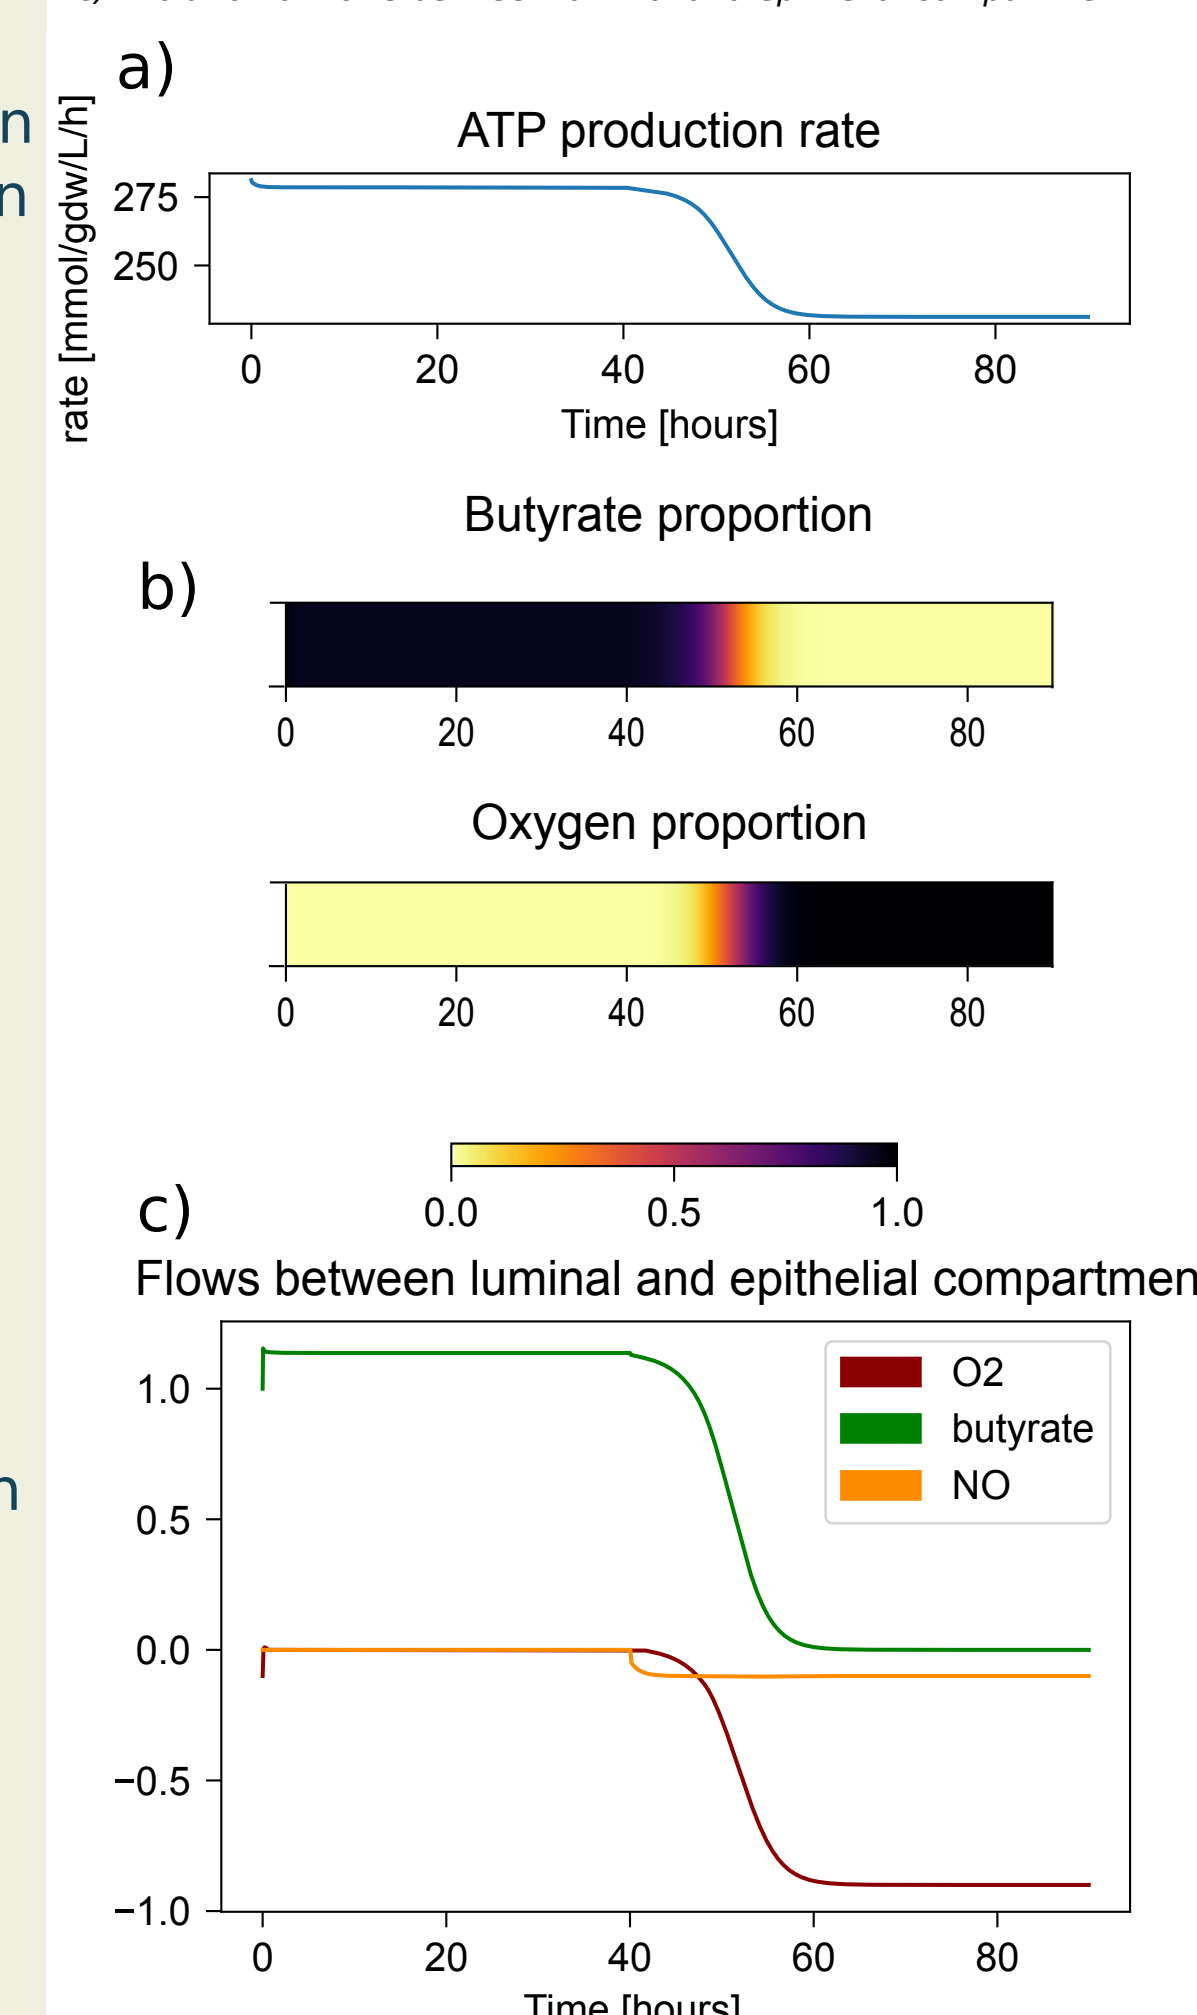 a)
n
n
ATP production rate
rate [mmol/gdw/L/h]
275
250
0 20 40 60 80
Time [hours]
Butyrate proportion
b)
0 20 40 60 80
Oxygen proportion
0 20 40 60 80
0.0 0.5 1.0
c)
Flows between luminal and epithelial compartmen
O2
butyrate
NO
1.0
0.5
n
0.0
−0.5
−1.0
0 20 40 60 80
Time [hours]